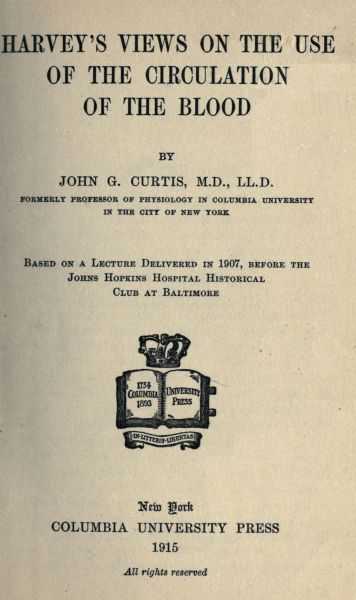 HARVEY'S VIEWS ON THE USE
OF THE CIRCULATION
OF THE BLOOD
BY
JOHN G. CURTIS, M.D., LL.D.
FORMERLY PROFESSOR OF PHYSIOLOGY IN COLUMBIA UNIVERSITY
IN THE CITY OF NEW YORK
BASED ON A LECTURE DELIVERED IN 1907, BEFORE THE
JOHNS HOPKINS HOSPITAL HISTORICAL
CLUB AT BALTIMORE
1754
COLUMBIA
1893
UNIVERSITY
PRESS
IN·LITTERIS·LIBERTAS
New York
COLUMBIA UNIVERSITY PRESS
1915
All rights reserved